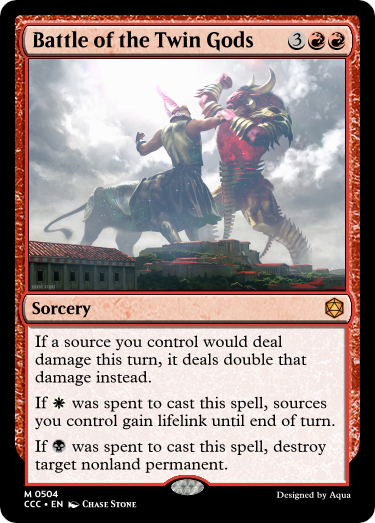 Battle of the Twin Gods 3
Sorcery
If a source you control would deal
damage this turn, it deals double that
damage instead.
If was spent to cast this spell, sources
you control gain lifelink until end of turn.
If was spent to cast this spell, destroy
target nonland permanent.
M 0504
CCC • EN Chase Stone
Designed by Aqua